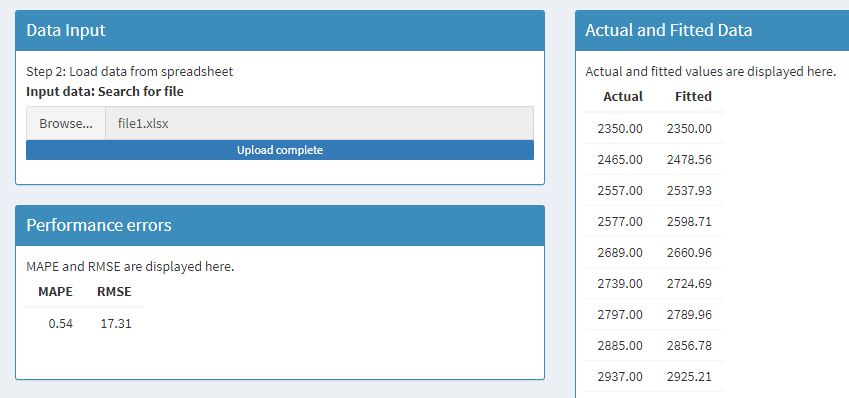 Data Input
Step 2: Load data from spreadsheet
Input data: Search for file
Browse... file1.xlsx
Upload complete
Performance errors
MAPE and RMSE are displayed here.
MAPE RMSE
0.54 17.31
Actual and Fitted Data
Actual and fitted values are displayed here.
Actual Fitted
2350.00 2350.00
2465.00 2478.56
2557.00 2537.93
2577.00 2598.71
2689.00 2660.96
2739.00 2724.69
2797.00 2789.96
2885.00 2856.78
2937.00 2925.21